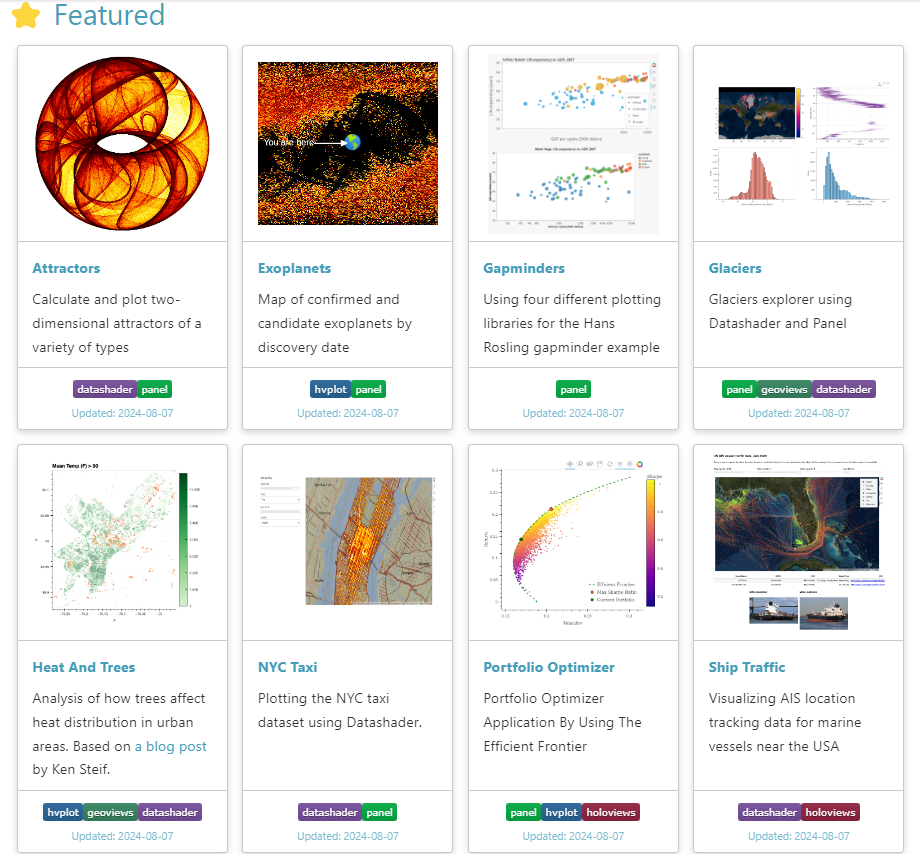 Featured
You are here
Attractors
Calculate and plot two-
dimensional attractors of a
variety of types
datashader panel
Updated: 2024-08-07
Exoplanets
Map of confirmed and
candidate exoplanets by
discovery date
hvplot panel
Updated: 2024-08-07
Gapminders
Using four different plotting
libraries for the Hans
Rosling gapminder example
panel
Updated: 2024-08-07
Glaciers
Glaciers explorer using
Datashader and Panel
panel geoviews datashader
Updated: 2024-08-07
Mean Temp (F) > 90
Heat And Trees
Analysis of how trees affect
heat distribution in urban
areas. Based on a blog post
by Ken Steif.
hvplot geoviews datashader
Updated: 2024-08-07
NYC Taxi
Plotting the NYC taxi
dataset using Datashader.
datashader panel
Updated: 2024-08-07
Sharpe
Efficient Frontier
Max Sharpe Ratio
Current Portfolio
Volatility
Portfolio Optimizer
Portfolio Optimizer
Application By Using The
Efficient Frontier
panel hvplot holoviews
Updated: 2024-08-07
Ship Traffic
Visualizing AIS location
tracking data for marine
vessels near the USA
datashader holoviews
Updated: 2024-08-07